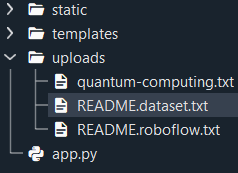 static
templates
uploads
quantum-computing.txt
README.dataset.txt
README.roboflow.txt
app.py